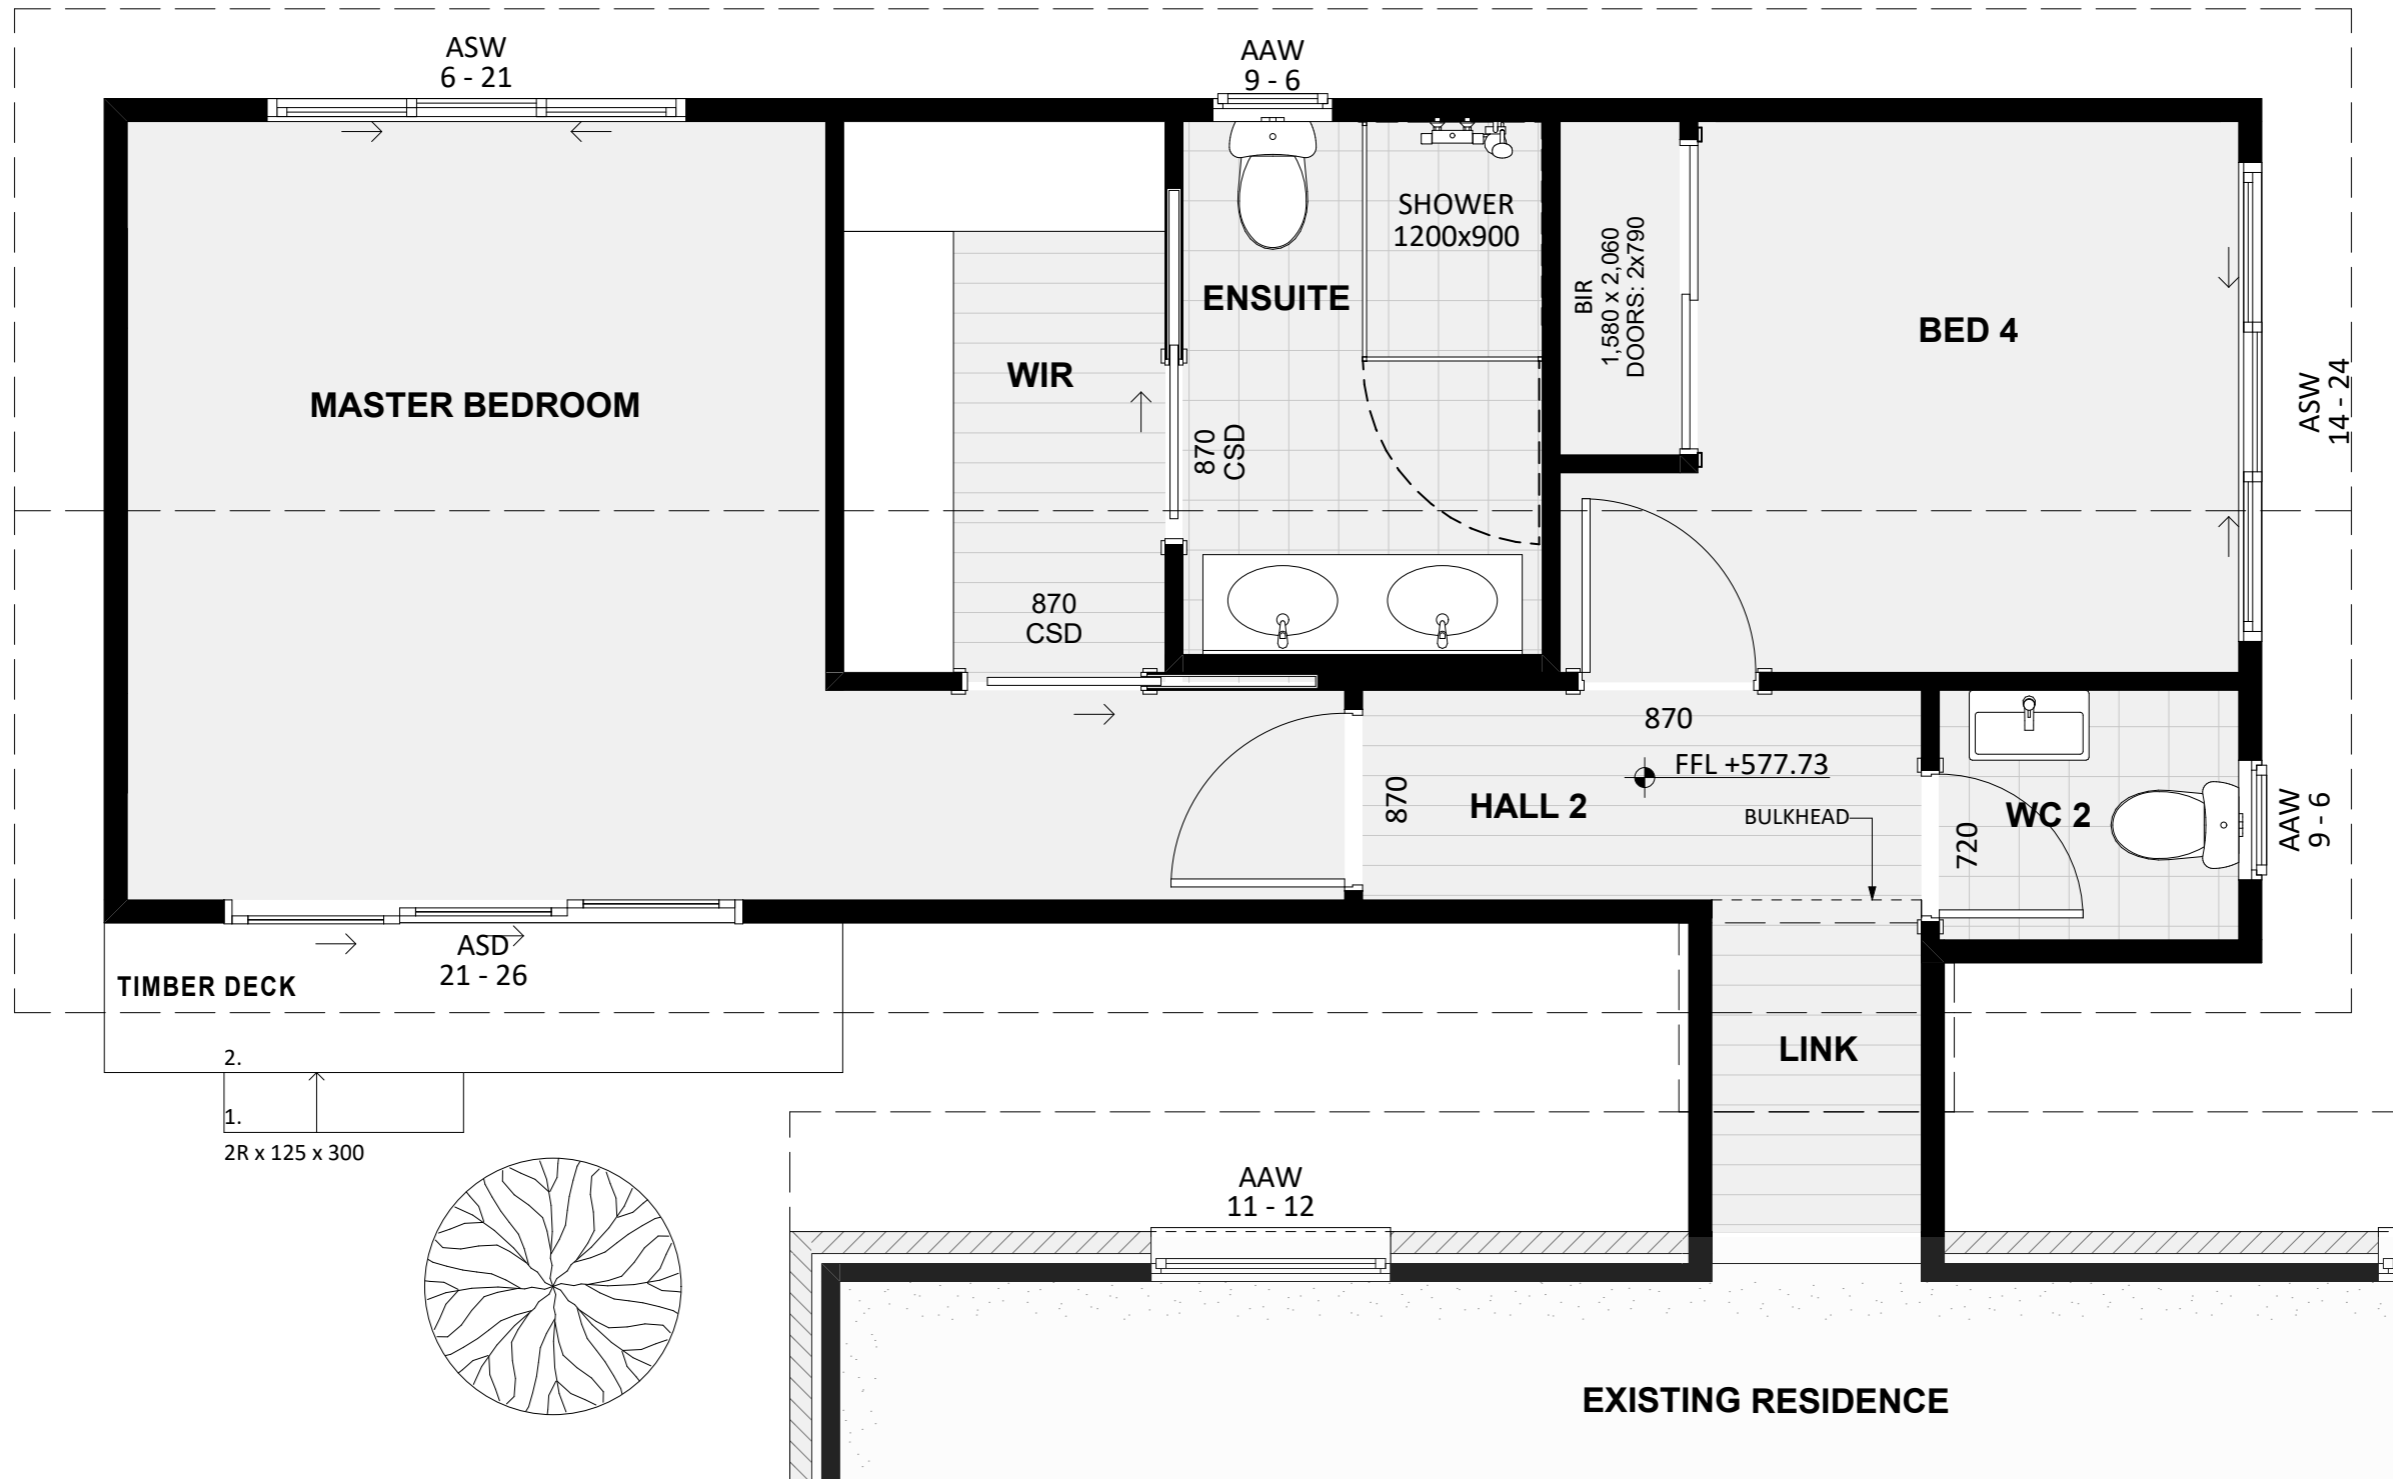 ASW
6 - 21
AAW
9 - 6
SHOWER
1200x900
ENSUITE
BIR
1,580 x 2,060
DOORS: 2x790
BED 4
WIR
MASTER BEDROOM
ASW
14 - 24
870
CSD
870
CSD
870
FFL +577.73
870
HALL 2
BULKHEAD
WC 2
720
AAW
9 - 6
ASD
21 - 26
TIMBER DECK
LINK
2.
1.
2R x 125 x 300
AAW
11 - 12
EXISTING RESIDENCE